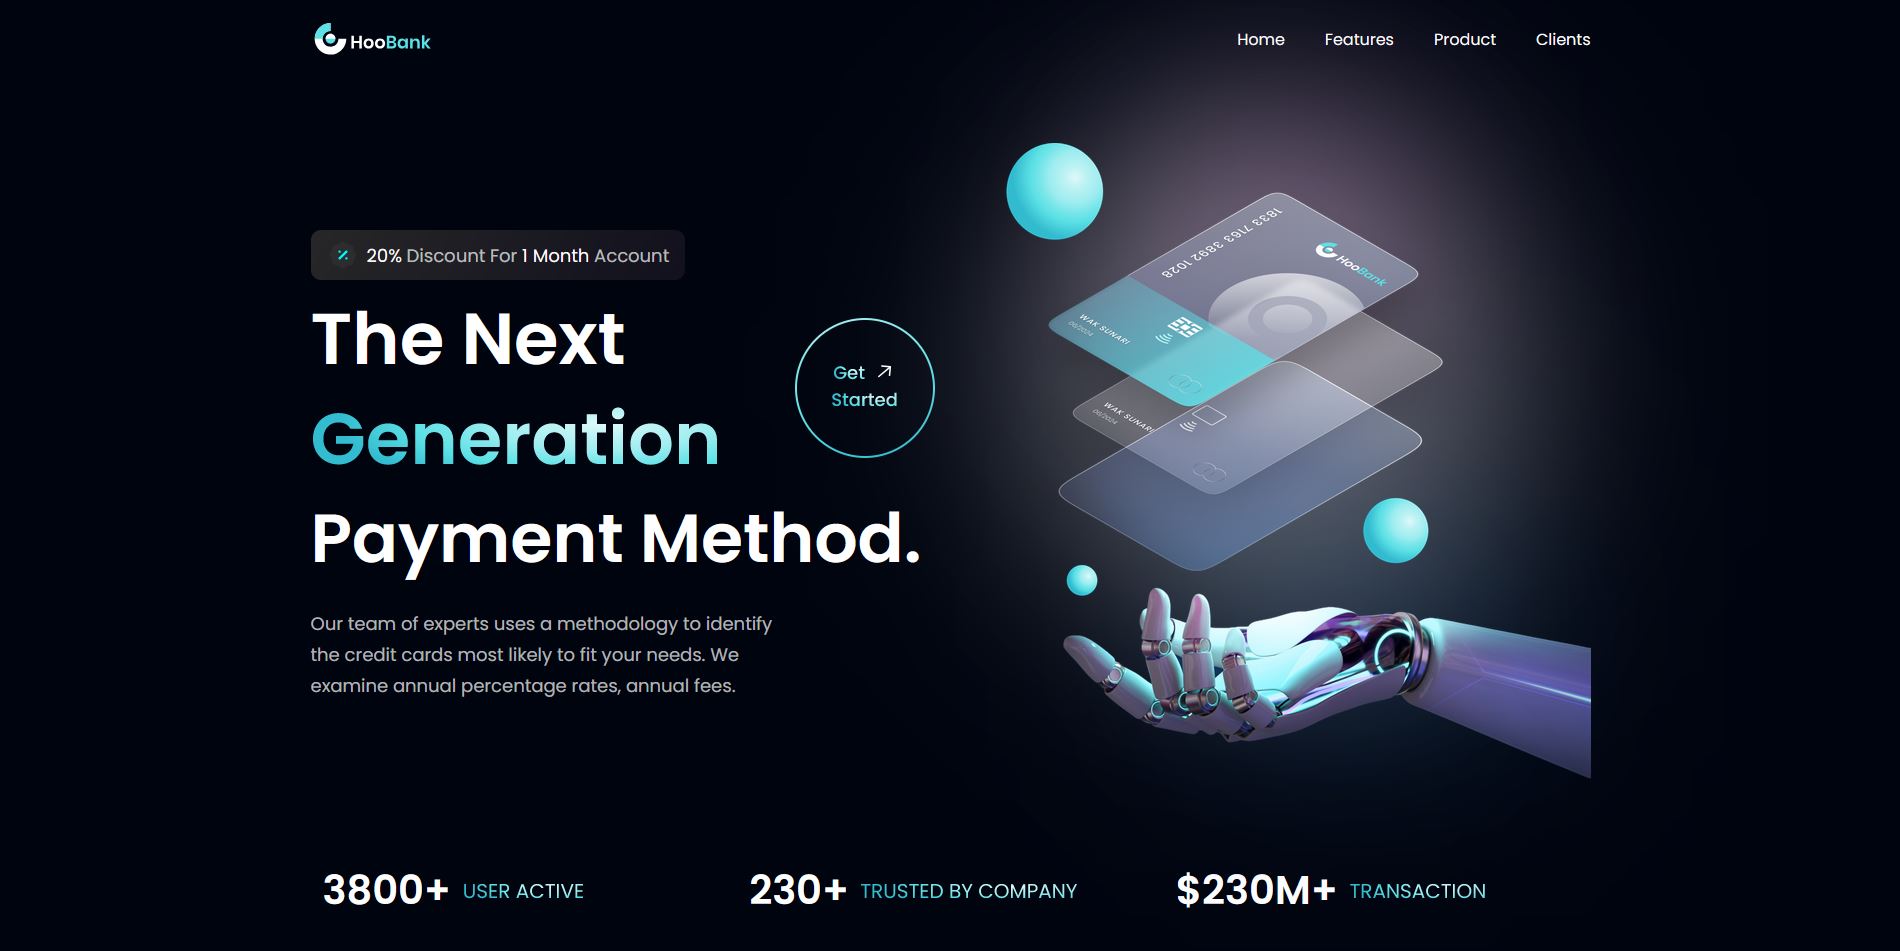 HooBank
Home Features Product Clients
20% Discount For 1 Month Account
The Next
Generation
Payment Method.
Get
Started
Our team of experts uses a methodology to identify
the credit cards most likely to fit your needs. We
examine annual percentage rates, annual fees.
1833 7163 3892 1028
HooBank
WAK SUNARI
06/2024
WAK SUNARI
06/2024
3800+ USER ACTIVE
230+ TRUSTED BY COMPANY
$230M+ TRANSACTION